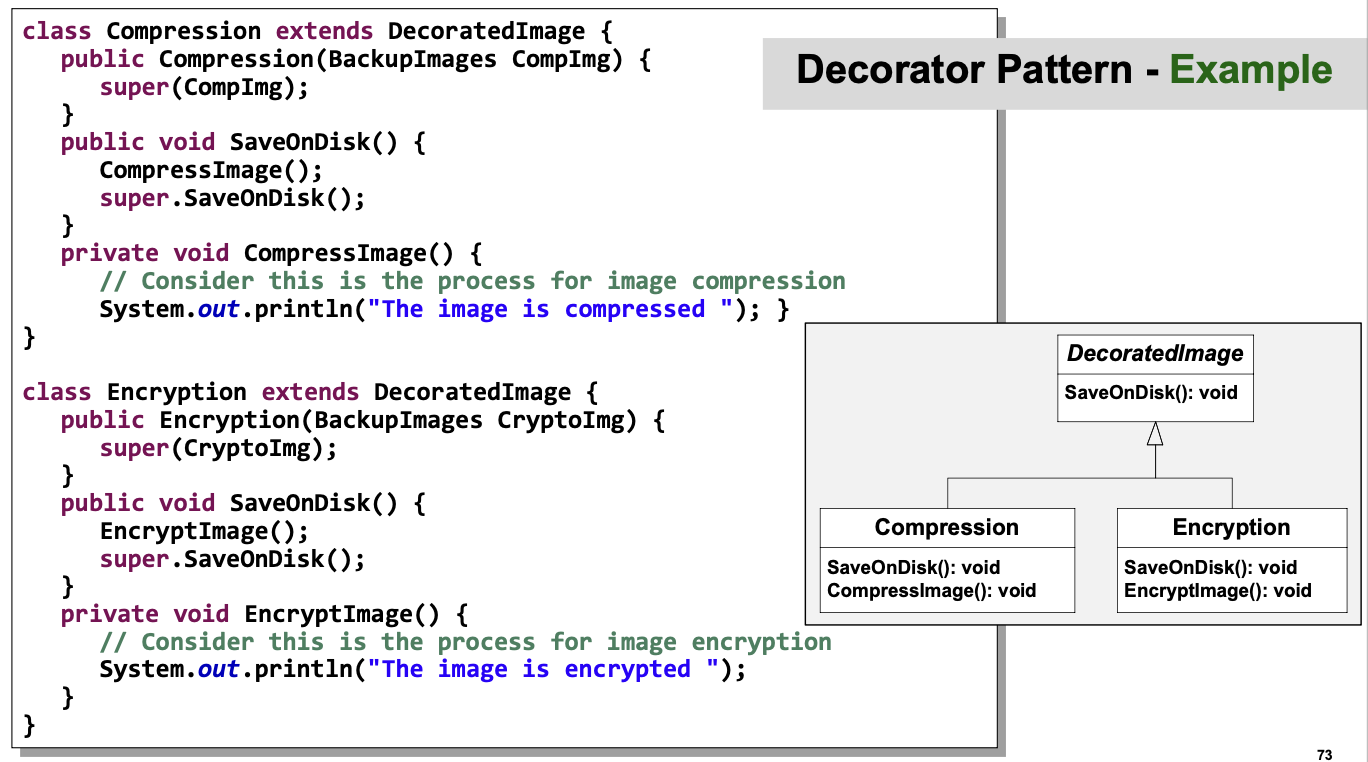 Decorator Pattern - Example
class Compression extends DecoratedImage {
public Compression(BackupImages CompImg) {
super(CompImg);
}
public void SaveOnDisk() {
CompressImage();
super.SaveOnDisk();
}
private void CompressImage() {
// Consider this is the process for image compression
System.out.println("The image is compressed "); }
}
class Encryption extends DecoratedImage {
public Encryption(BackupImages CryptoImg) {
super(CryptoImg);
}
public void SaveOnDisk() {
EncryptImage();
super.SaveOnDisk();
}
private void EncryptImage() {
// Consider this is the process for image encryption
System.out.println("The image is encrypted ");
}
}
DecoratedImage
SaveOnDisk(): void
Compression
SaveOnDisk(): void
CompressImage(): void
Encryption
SaveOnDisk(): void
EncryptImage(): void
73